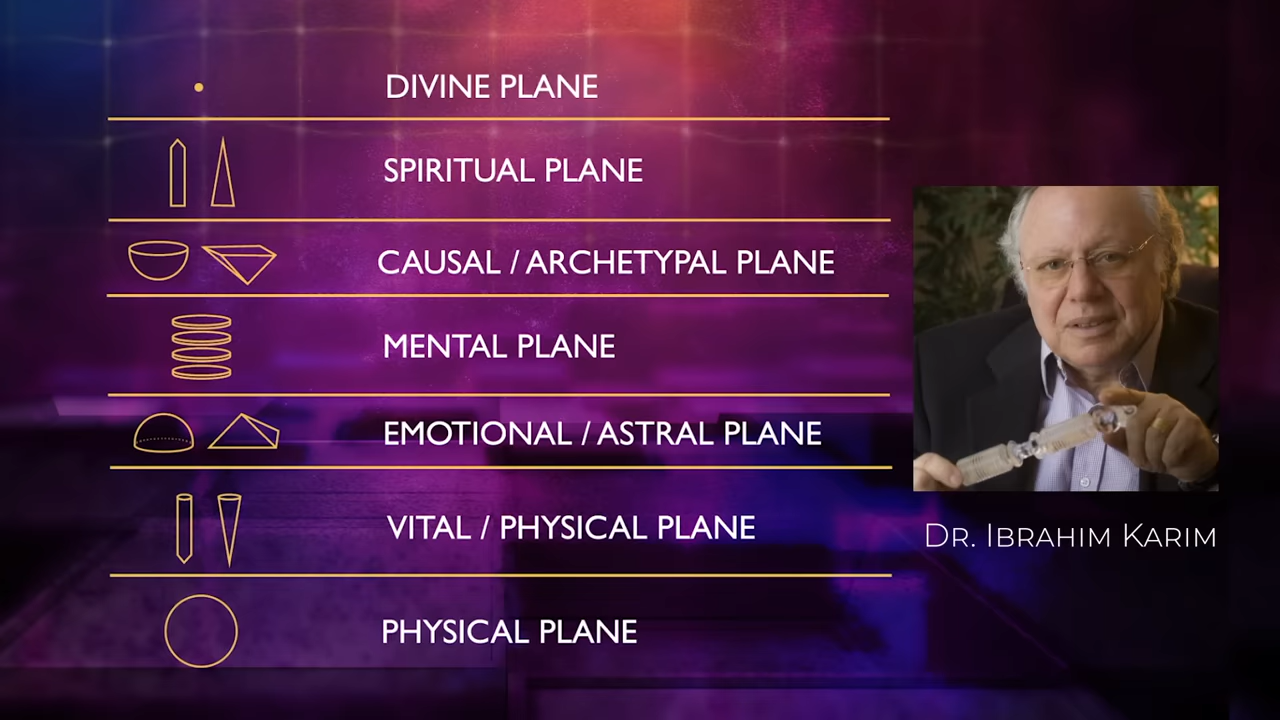 DIVINE PLANE
SPIRITUAL PLANE
CAUSAL / ARCHETYPAL PLANE
MENTAL PLANE
EMOTIONAL / ASTRAL PLANE
VITAL / PHYSICAL PLANE
DR. IBRAHIM KARIM
PHYSICAL PLANE